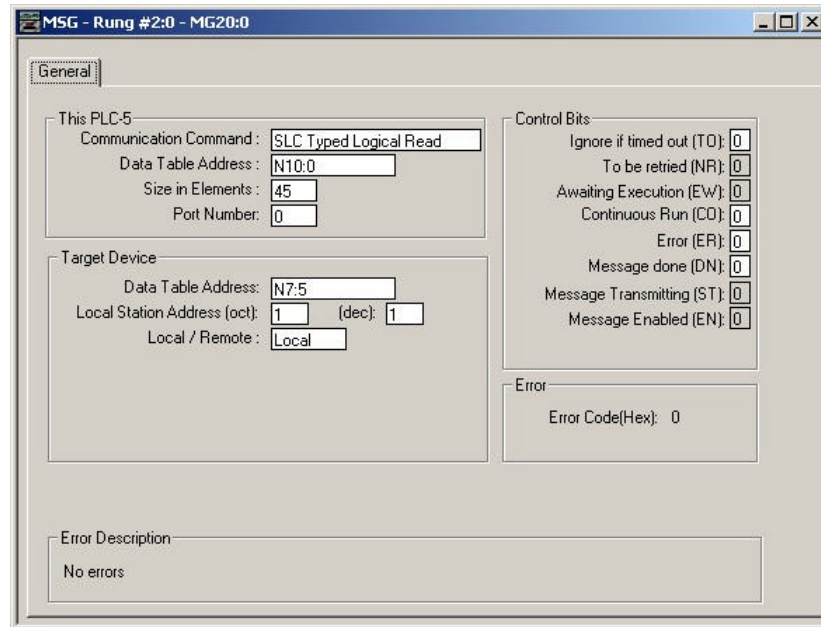 MSG - Rung #2:0 - MG20:0
General
This PLC-5
Communication Command : SLC Typed Logical Read
Data Table Address : N10:0
Size in Elements : 45
Port Number: 0
Target Device
Data Table Address: N7:5
Local Station Address (oct): 1 (dec): 1
Local / Remote : Local
Control Bits
Ignore if timed out (TO): 0
To be retried (NR): 0
Awaiting Execution (EW): 0
Continuous Run (CO): 0
Error (ER): 0
Message done (DN): 0
Message Transmitting (ST): 0
Message Enabled (EN): 0
Error
Error Code(Hex): 0
Error Description
No errors